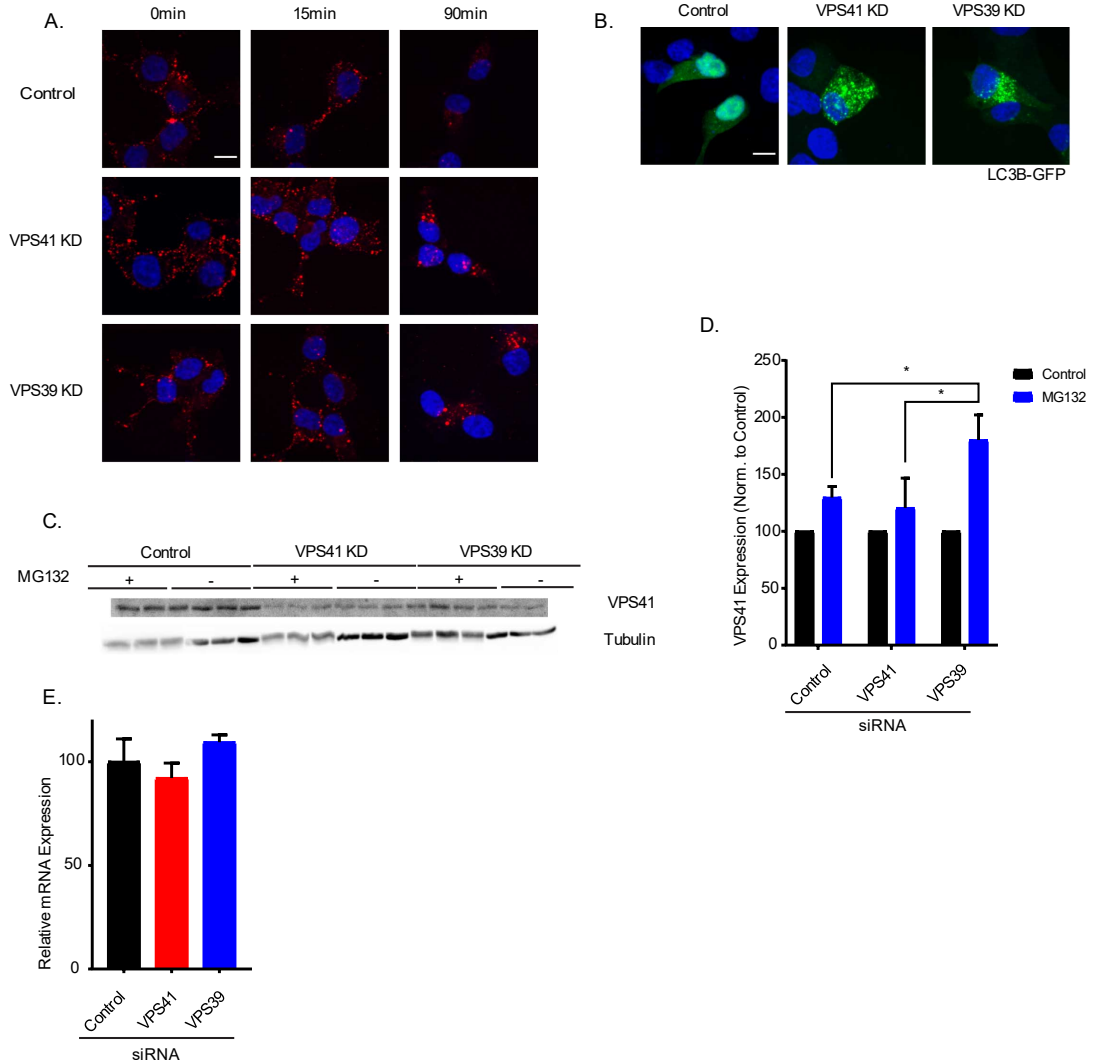 A.
0min 15min 90min
Control
VPS41 KD
VPS39 KD
B.
Control VPS41 KD VPS39 KD
LC3B-GFP
C.
Control VPS41 KD VPS39 KD
MG132 + - + - + -
VPS41
Tubulin
D.
VPS41 Expression (Norm. to Control)
250
200
150
100
50
0
* 
*
Control
MG132
Control VPS41 VPS39
siRNA
E.
Relative mRNA Expression
100
50
0
Control VPS41 VPS39
siRNA